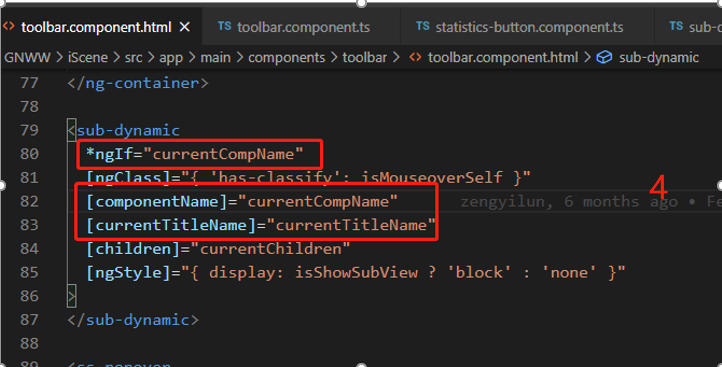 toolbar.component.html
TS toolbar.component.ts
TS statistics-button.component.ts
TS sub-d
GNWW > iScene > src > app > main > components > toolbar > toolbar.component.html > sub-dynamic
77 </ng-container>
78
79 <sub-dynamic
80 *ngIf="currentCompName"
81 [ngClass]="{ 'has-classify': isMouseoverSelf }"
4
82 [componentName]="currentCompName" zengyilun, 6 months ago • Fe
83 [currentTitleName]="currentTitleName"
84 [children]="currentChildren"
85 [ngStyle]="{ display: isShowSubView ? 'block' : 'none' }"
86 >
87 </sub-dynamic>
88